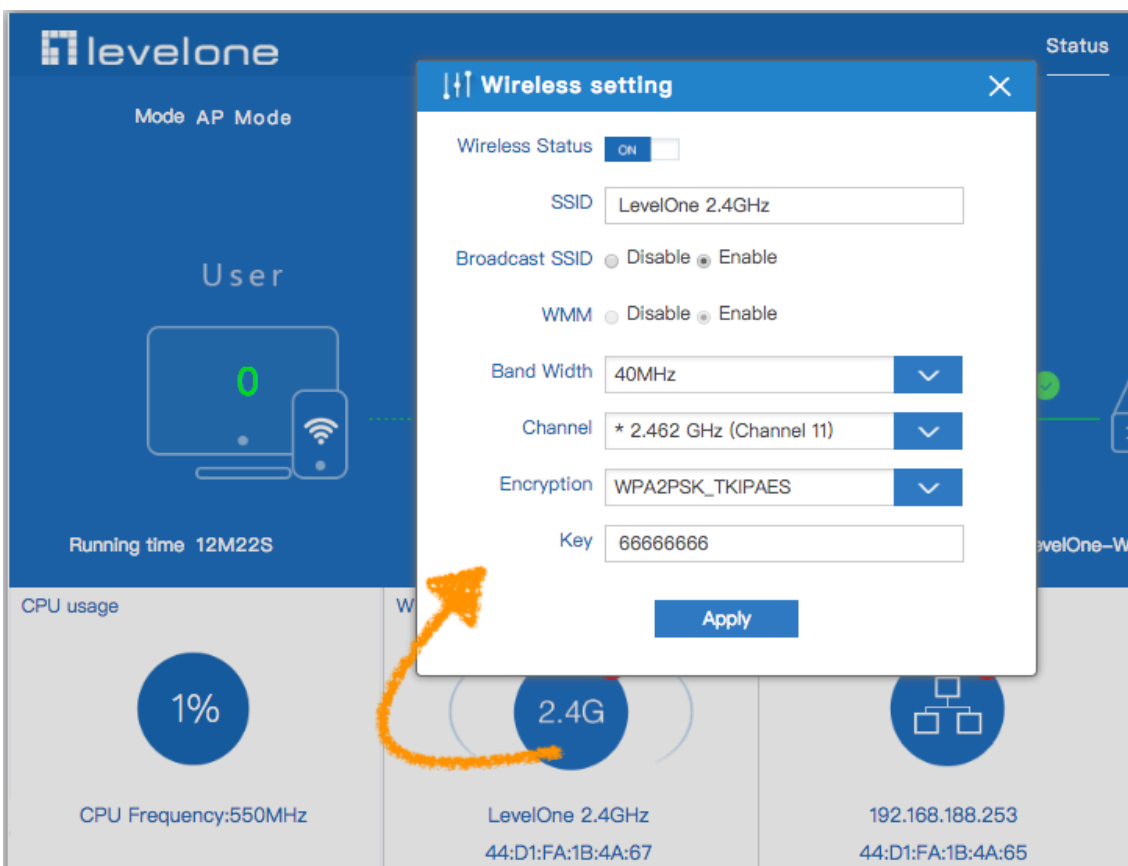 levelone
Status
Wireless setting
Mode AP Mode
Wireless Status ON
SSID LevelOne 2.4GHz
Broadcast SSID Disable Enable
User
WMM Disable Enable
0
Band Width 40MHz
Channel * 2.462 GHz (Channel 11)
Encryption WPA2PSK_TKIPAES
Key 66666666
Running time 12M22S
evelOne-W
CPU usage
W
Apply
1%
2.4G
CPU Frequency:550MHz
LevelOne 2.4GHz
192.168.188.253
44:D1:FA:1B:4A:67
44:D1:FA:1B:4A:65